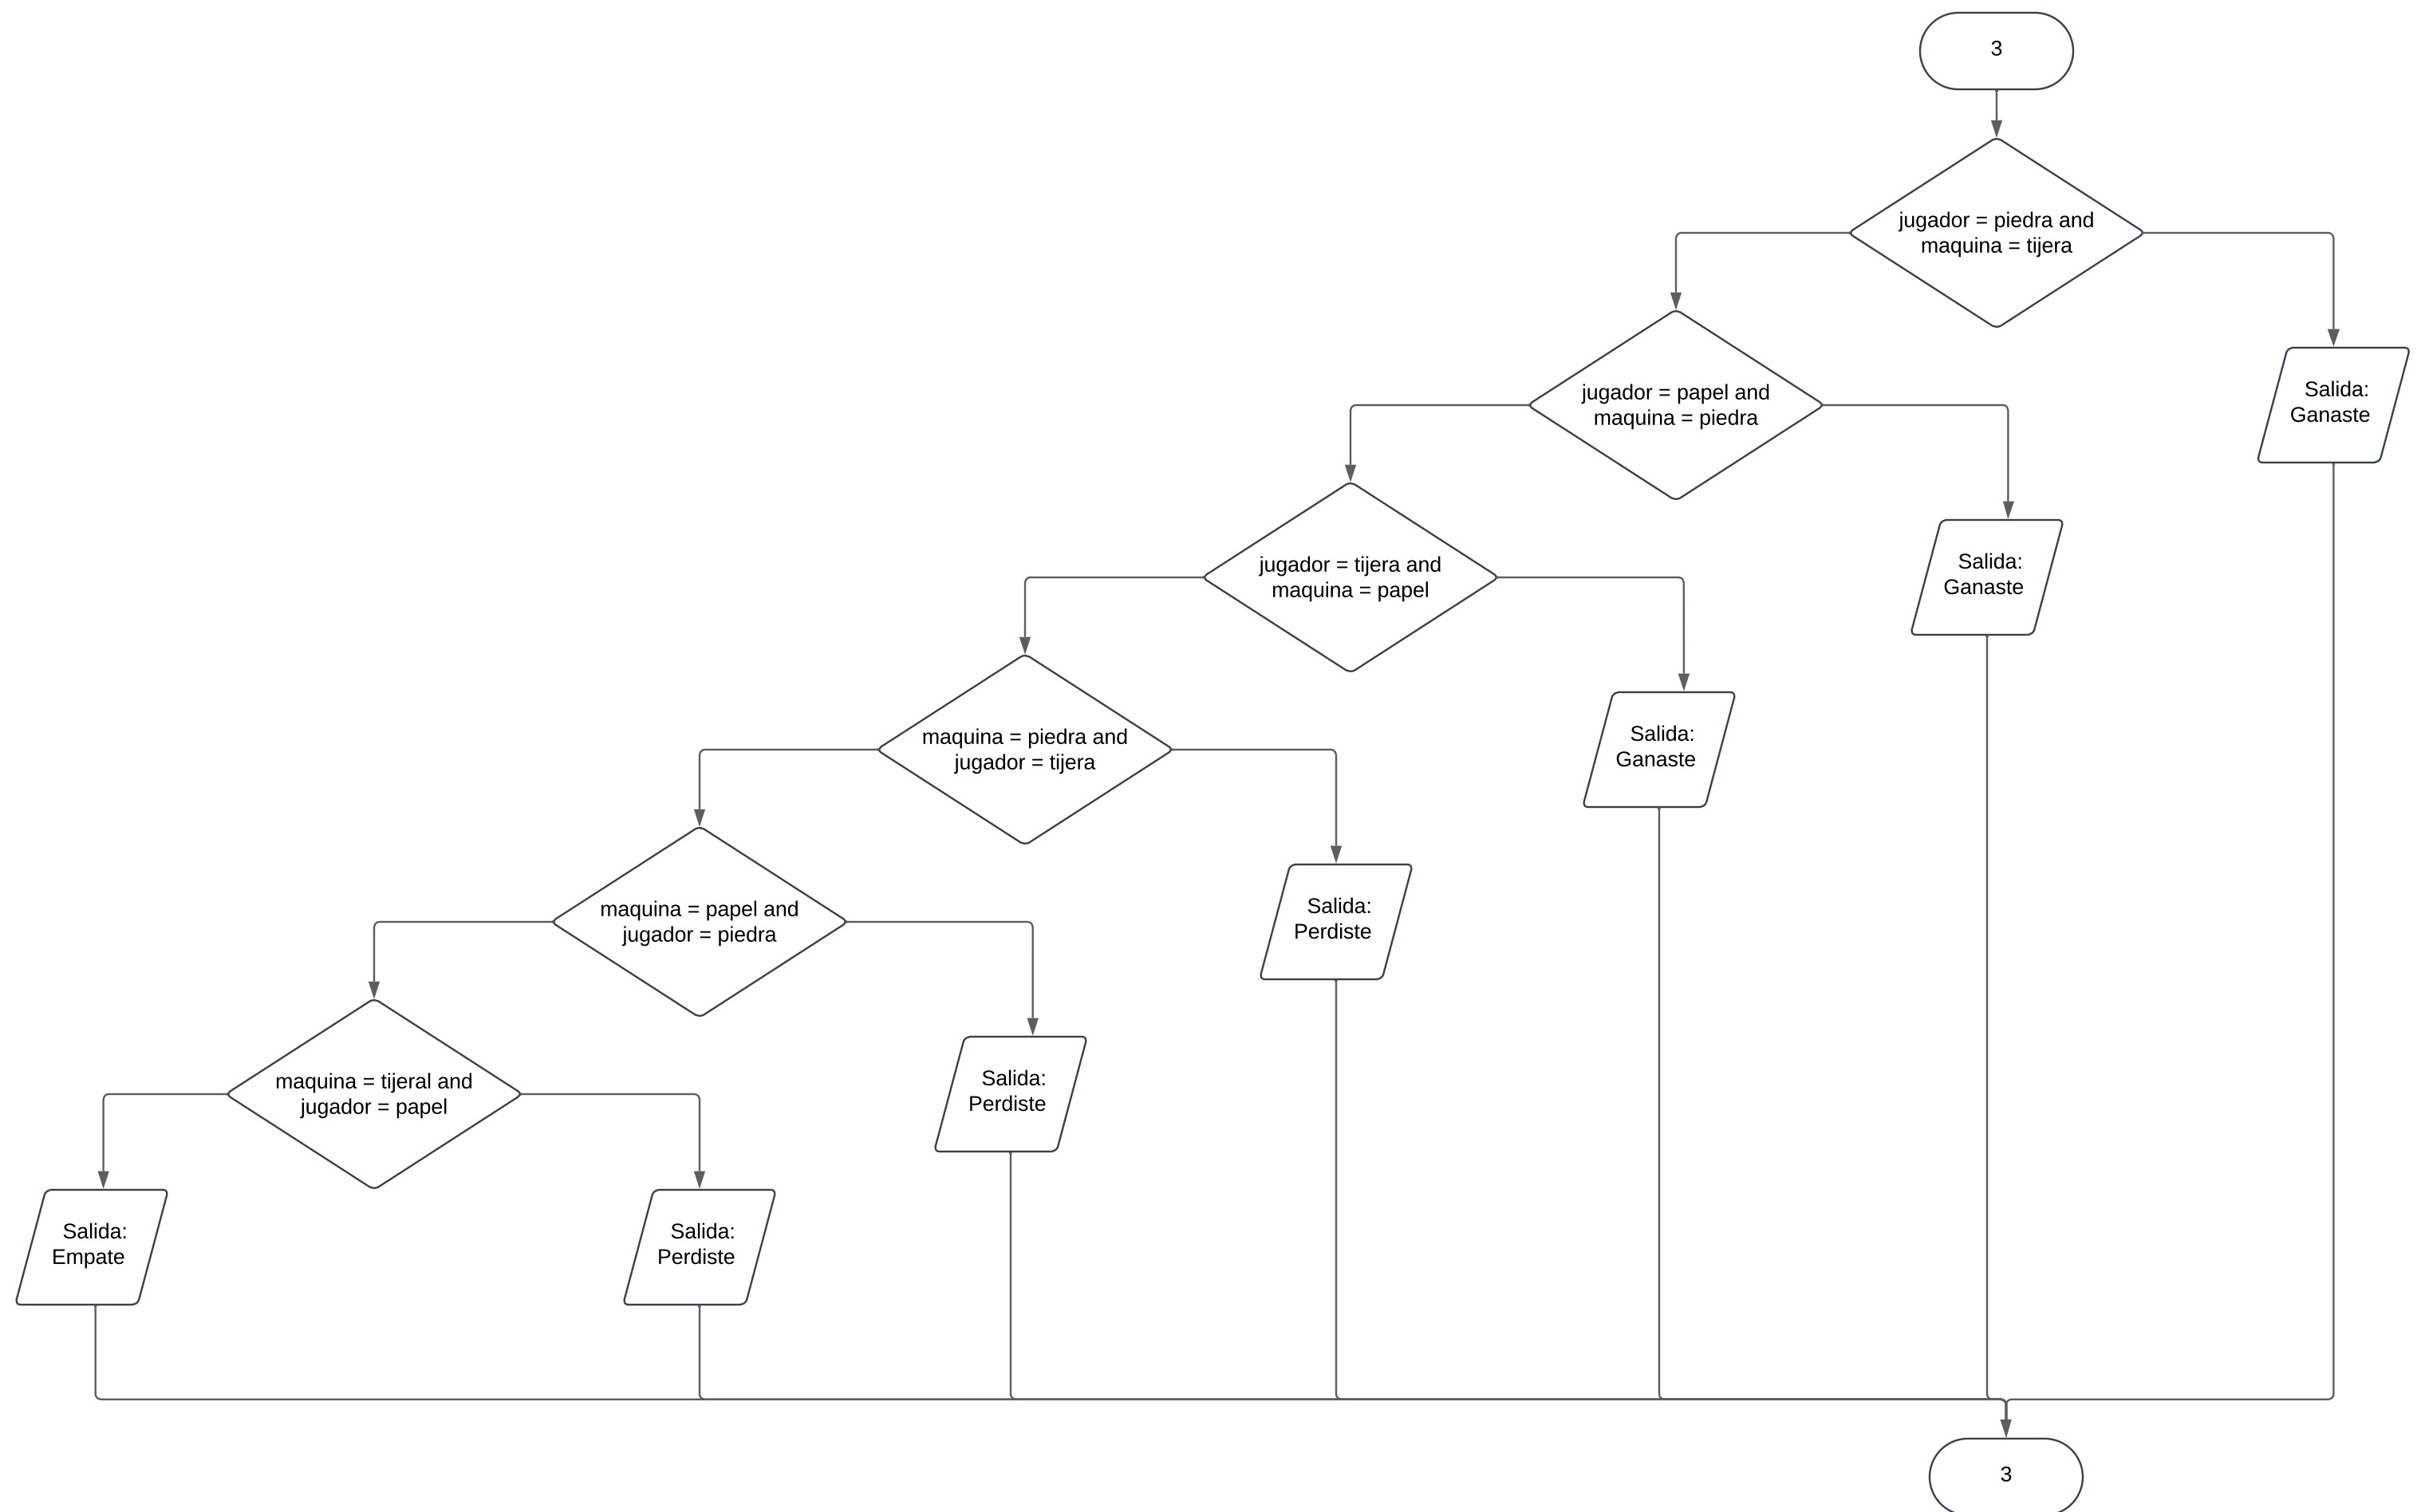 3
jugador = piedra and
maquina = tijera
jugador = papel and
maquina = piedra
Salida:
Ganaste
jugador = tijera and
maquina = papel
Salida:
Ganaste
maquina = piedra and
jugador = tijera
Salida:
Ganaste
maquina = papel and
jugador = piedra
Salida:
Perdiste
maquina = tijeral and
jugador = papel
Salida:
Perdiste
Salida:
Empate
Salida:
Perdiste
3